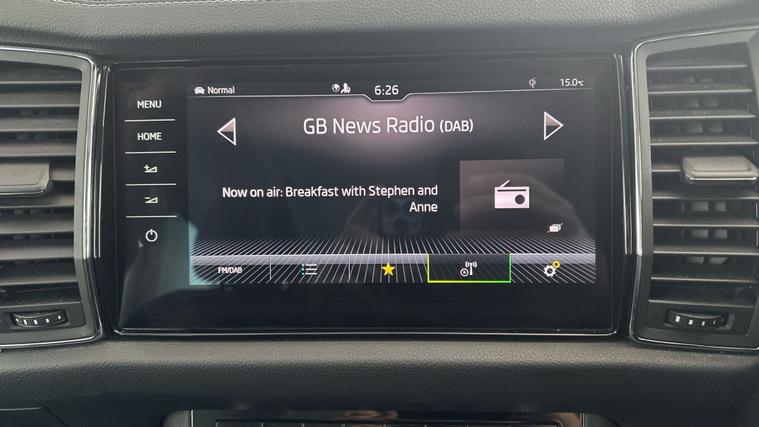 Normal 6:26 15.0°C
MENU
HOME
GB News Radio (DAB)
Now on air: Breakfast with Stephen and
Anne
FM/DAB